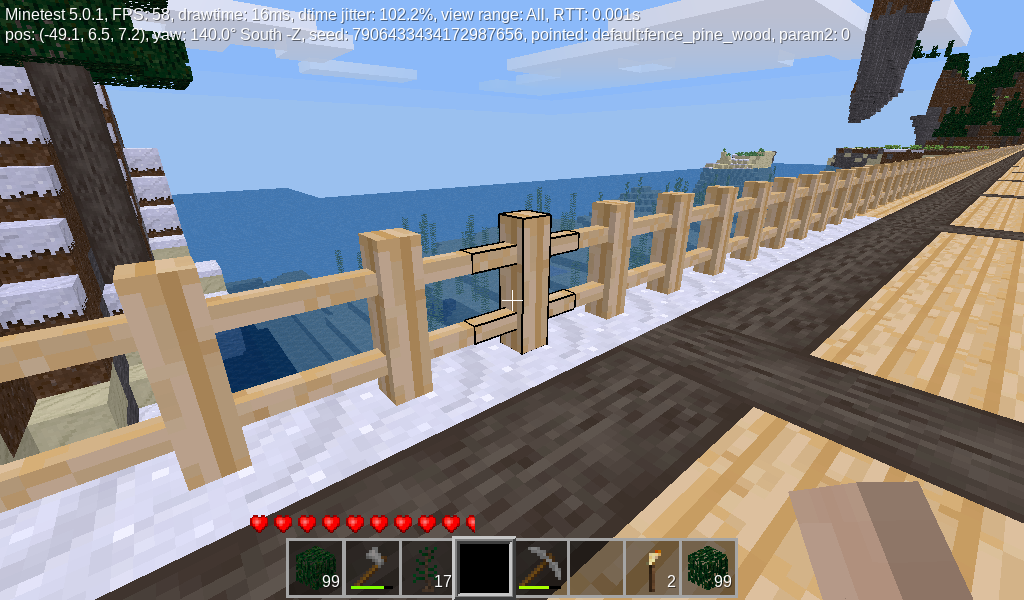 Minetest 5.0.1, FPS: 58, drawtime: 16ms, dtime jitter: 102.2%, view range: All, RTT: 0.001s
pos: (-49.1, 6.5, 7.2), yaw: 140.0° South -Z, seed: 7906433434172987656, pointed: default:fence_pine_wood, param2: 0
99 17 2 99